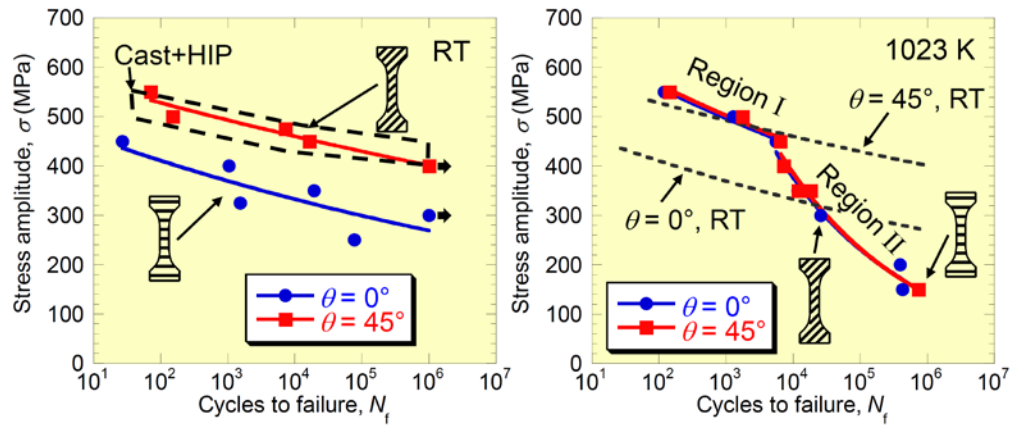 700
600
500
400
300
200
100
0
Stress amplitude, σ (MPa)
Cast+HIP
RT
θ = 0°
θ = 45°
10¹ 10² 10³ 10⁴ 10⁵ 10⁶ 10⁷
Cycles to failure, N_f
700
600
500
400
300
200
100
0
Stress amplitude, σ (MPa)
1023 K
Region I
θ = 45°, RT
θ = 0°, RT
Region II
θ = 0°
θ = 45°
10¹ 10² 10³ 10⁴ 10⁵ 10⁶ 10⁷
Cycles to failure, N_f